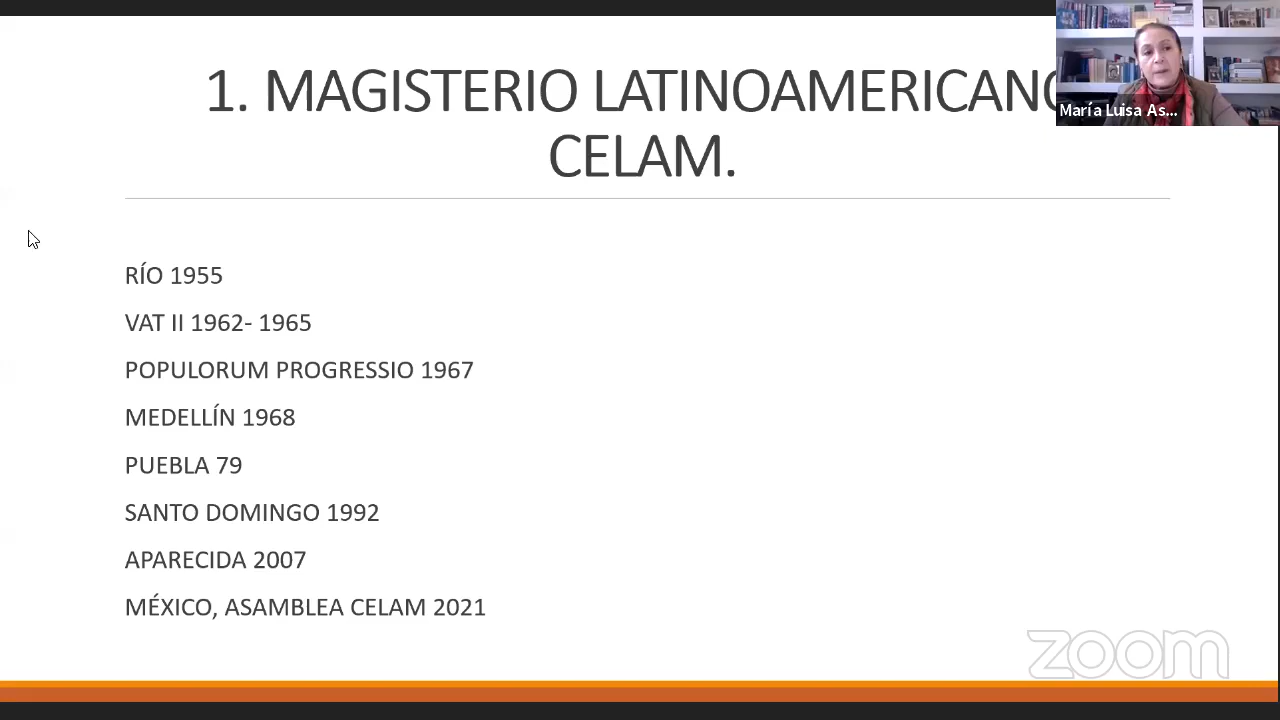 1. MAGISTERIO LATINOAMERICANO
CELAM.
María Luisa As...
RÍO 1955
VAT II 1962- 1965
POPULORUM PROGRESSIO 1967
MEDELLÍN 1968
PUEBLA 79
SANTO DOMINGO 1992
APARECIDA 2007
MÉXICO, ASAMBLEA CELAM 2021
zoom